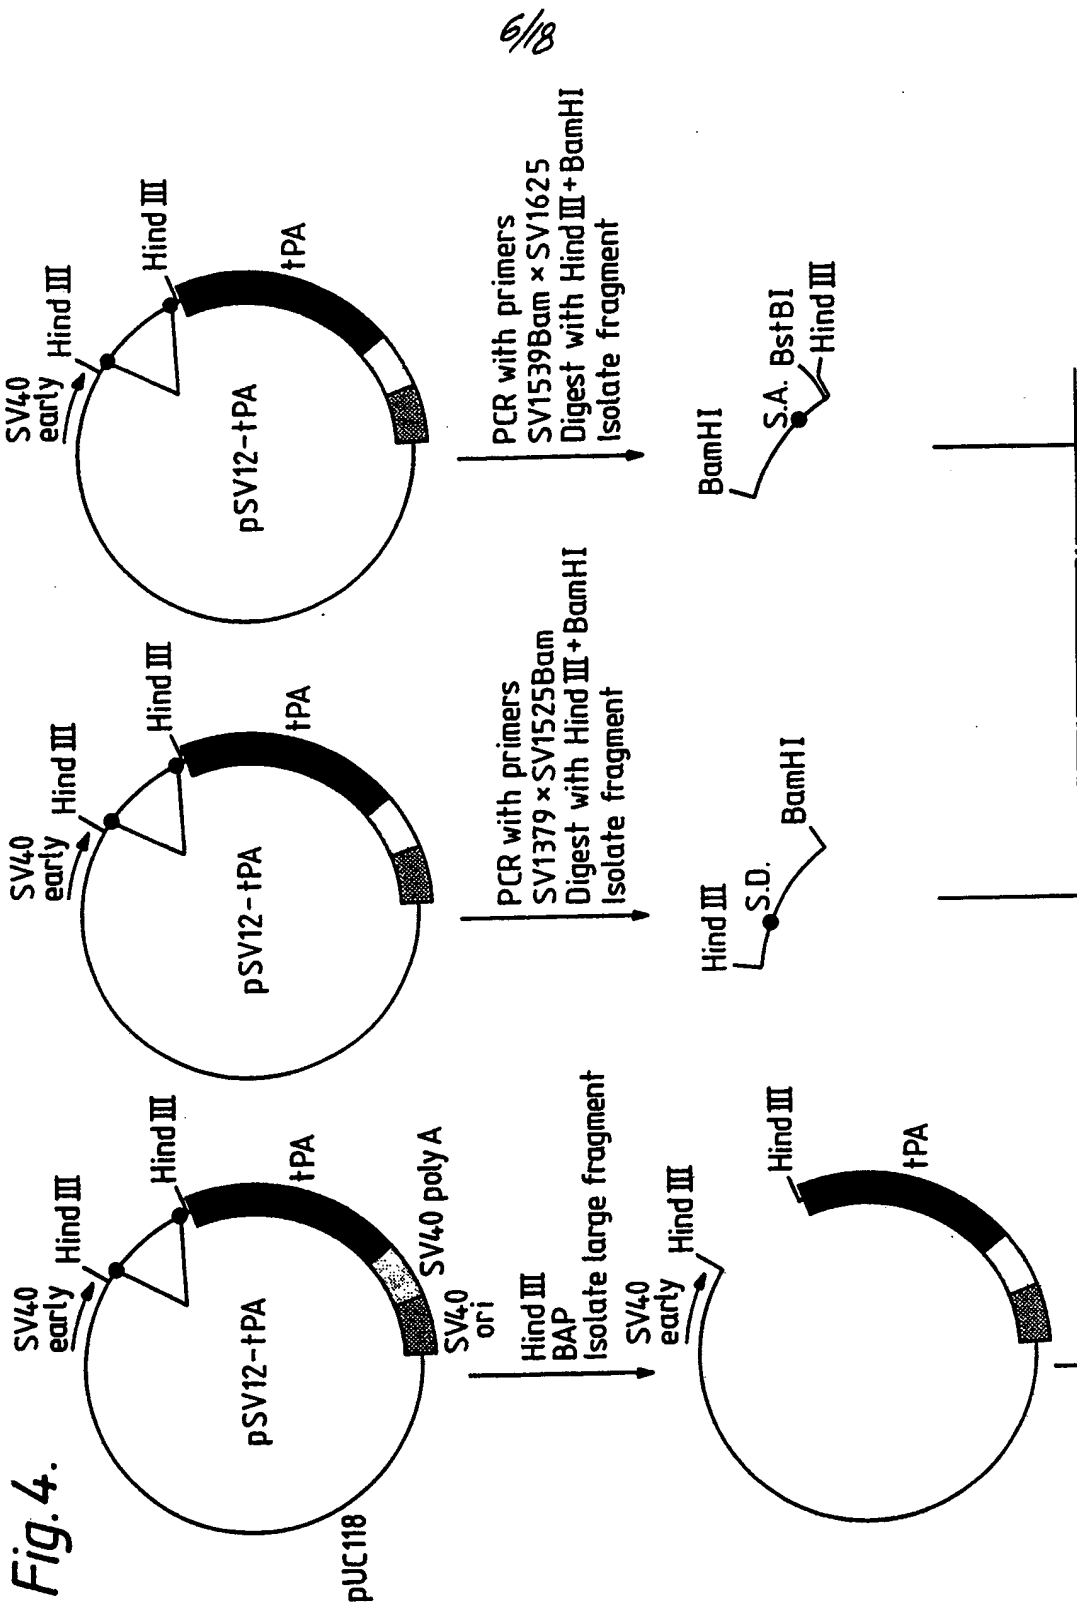 6/18
Fig. 4.
SV40
early
Hind III
Hind III
pSV12-tPA
tPA
SV40 poly A
SV40
ori
pUC118
Hind III
BAP
Isolate large fragment
SV40
early
Hind III
Hind III
tPA
SV40
early
Hind III
Hind III
pSV12-tPA
tPA
PCR with primers
SV1379 × SV1525Bam
Digest with Hind III + BamHI
Isolate fragment
Hind III
S.D.
BamHI
SV40
early
Hind III
Hind III
pSV12-tPA
tPA
PCR with primers
SV1539Bam × SV1625
Digest with Hind III + BamHI
Isolate fragment
BamHI
S.A.
BstBI
Hind III